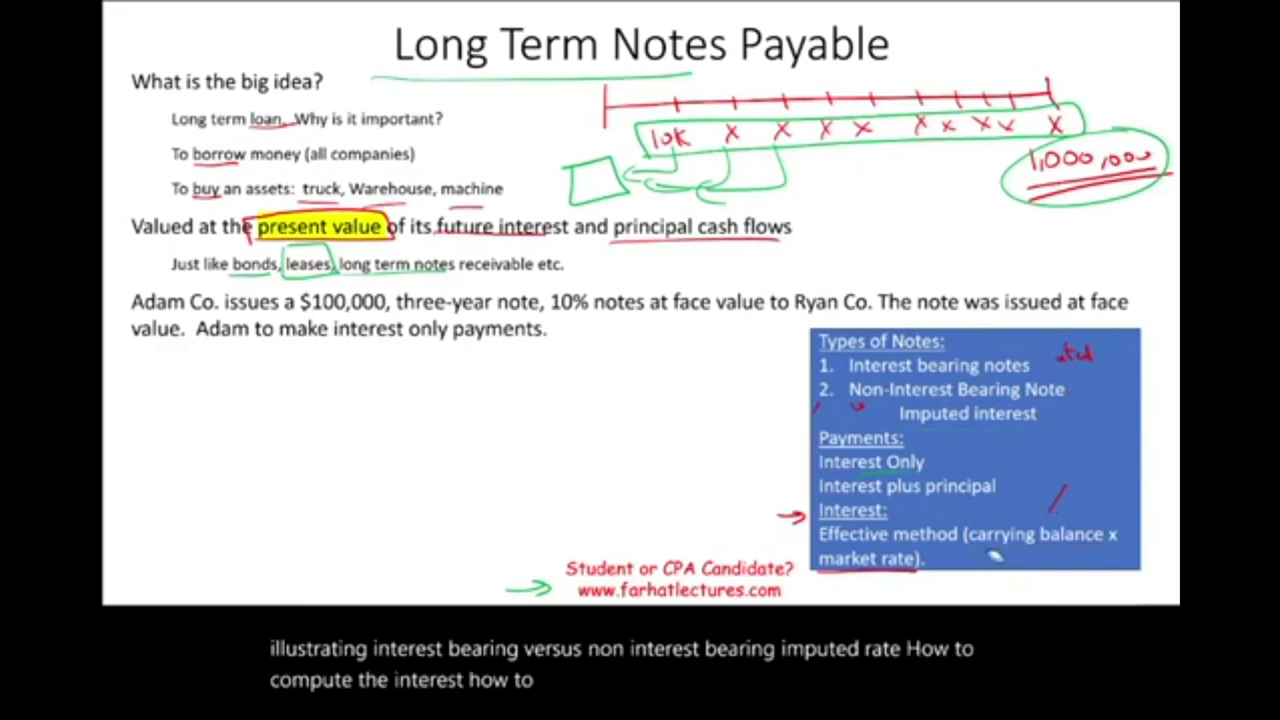 Long Term Notes Payable
What is the big idea?
Long term loan, Why is it important?
To borrow money (all companies)
To buy an assets: truck, Warehouse, machine
10K X X X X X X X X X
1,000,000
Valued at the present value of its future interest and principal cash flows
Just like bonds, leases, long term notes receivable etc.
Adam Co. issues a $100,000, three-year note, 10% notes at face value to Ryan Co. The note was issued at face
value. Adam to make interest only payments.
Types of Notes:
1. Interest bearing notes
2. Non-Interest Bearing Note
Imputed interest
Payments:
Interest Only
Interest plus principal
Interest:
Effective method (carrying balance x
market rate).
Student or CPA Candidate?
www.farhatlectures.com
illustrating interest bearing versus non interest bearing imputed rate How to
compute the interest how to